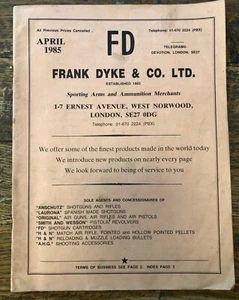 All Previous Prices Cancelled
Telephone: 01-670 2224 (PBX)
APRIL
1985
FD
TELEGRAMS:
DEVOTION, LONDON, SE27
FRANK DYKE & CO. LTD.
ESTABLISHED
Sporting Arms and Ammunition Merchants
1-7 ERNEST AVENUE, WEST NORWOOD,
LONDON, SE27 0DG
Telephone: 01-670 2224 (PBX)
We offer some of the finest products made in the world today
We introduce new products on nearly every page
We look forward to being of service to you
SOLE AGENTS AND CONCESSIONAIRES OF
"ANSCHUTZ" SHOTGUNS AND RIFLES
"LAURONA" SPANISH MADE SHOTGUNS
"ORIGINAL" AIR GUNS, AIR RIFLES AND AIR PISTOLS
"SMITH AND WESSON" PISTOLS/REVOLVERS
"FD" SHOTGUN CARTRIDGES
"H & N" MATCH AIR RIFLE, POINTED and HOLLOW POINTED PELLETS
"H & N" RELOADING & MUZZLE LOADING BULLETS
"A.H.G." SHOOTING ACCESSORIES
TERMS OF BUSINESS SEE PAGE 2 INDEX PAGE 3